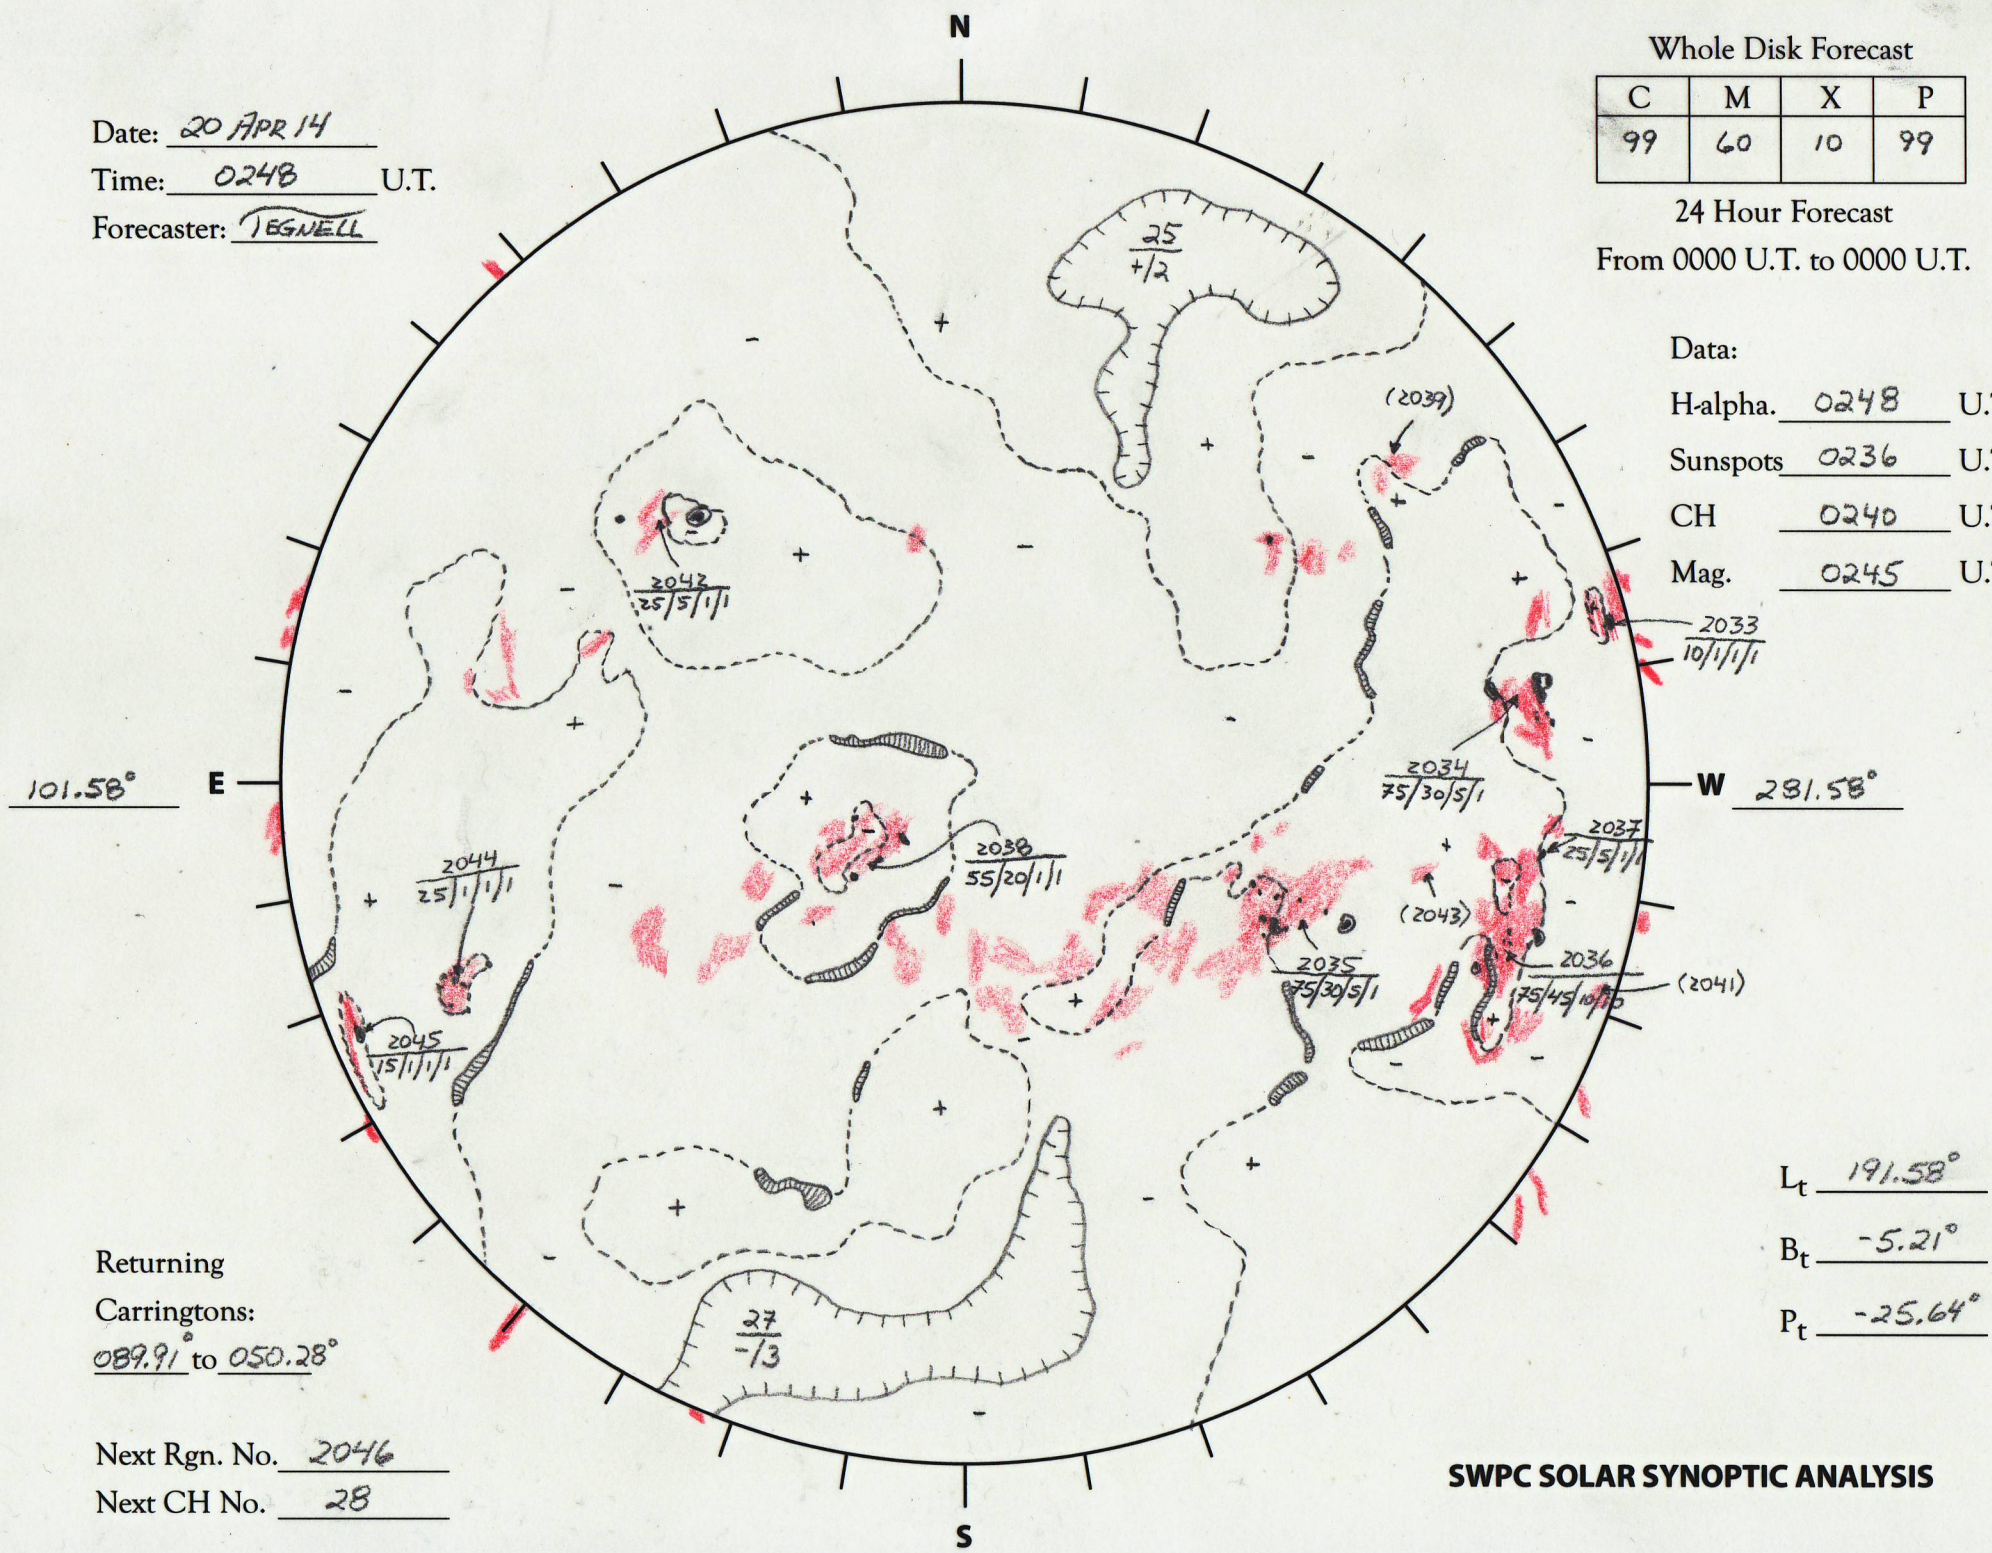 N
Date: 20 APR 14
Time: 0248 U.T.
Forecaster: TEGNELL
Whole Disk Forecast
C M X P
99 60 10 99
24 Hour Forecast
From 0000 U.T. to 0000 U.T.
Data:
H-alpha. 0248 U.T
Sunspots 0236 U.T
CH 0240 U.T
Mag. 0245 U.T
25
+/2
(2039)
2042
25/5/1/1
2033
10/1/1/1
2034
75/30/5/1
101.58° E
W 281.58°
2037
25/5/1/1
2038
55/20/1/1
2044
25/1/1/1
(2043)
2035
75/30/5/1
2036
75/45/10/10
(2041)
2045
15/1/1/1
Lt 191.58°
Bt -5.21°
Pt -25.64°
Returning
Carringtons:
089.91° to 050.28°
27
-/3
Next Rgn. No. 2046
Next CH No. 28
SWPC SOLAR SYNOPTIC ANALYSIS
S